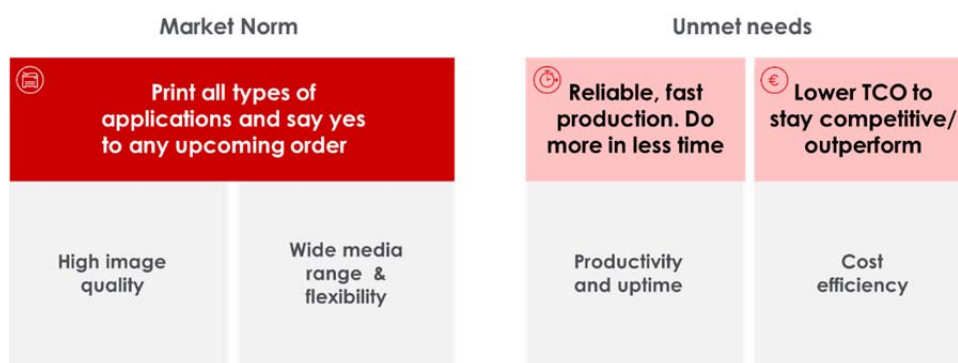 Market Norm
Unmet needs
Print all types of
applications and say yes
to any upcoming order
Reliable, fast
production. Do
more in less time
€
Lower TCO to
stay competitive/
outperform
High image
quality
Wide media
range & 
flexibility
Productivity
and uptime
Cost
efficiency